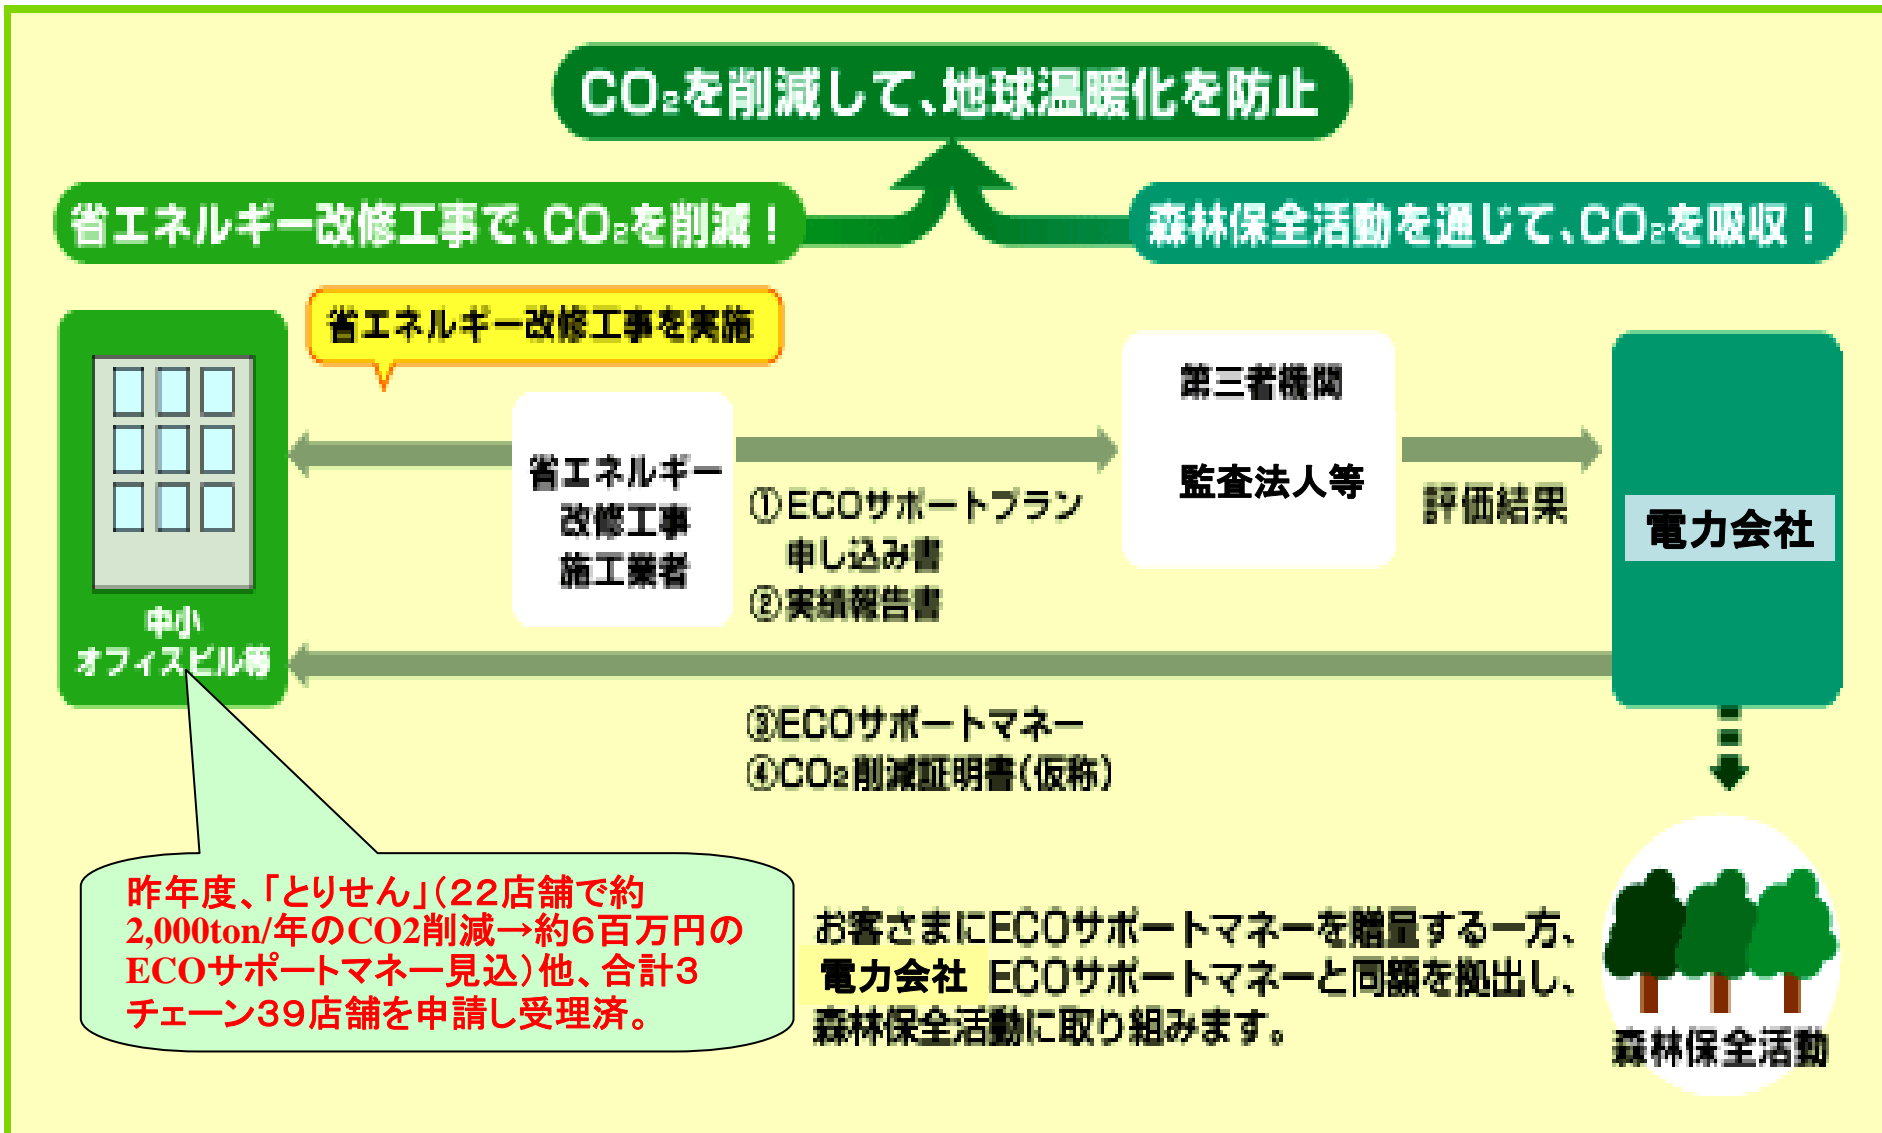 CO₂を削減して、地球温暖化を防止
省エネルギー改修工事で、CO₂を削減！
森林保全活動を通じて、CO₂を吸収！
省エネルギー改修工事を実施
中小
オフィスビル等
省エネルギー
改修工事
施工業者
①ECOサポートプラン
申し込み書
②実績報告書
第三者機関
監査法人等
評価結果
電力会社
③ECOサポートマネー
④CO₂削減証明書(仮称)
昨年度、「とりせん」（２２店舗で約
2,000ton/年のCO2削減→約６百万円の
ECOサポートマネー見込）他、合計３
チェーン３９店舗を申請し受理済。
お客さまにECOサポートマネーを贈呈する一方、
電力会社 ECOサポートマネーと同額を拠出し、
森林保全活動に取り組みます。
森林保全活動